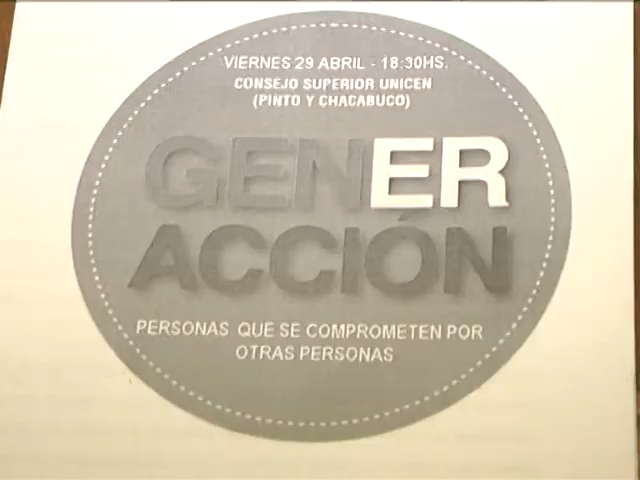 VIERNES 29 ABRIL - 18:30HS.
CONSEJO SUPERIOR UNICEN
(PINTO Y CHACABUCO)
GENER
ACCIÓN
PERSONAS QUE SE COMPROMETEN POR
OTRAS PERSONAS